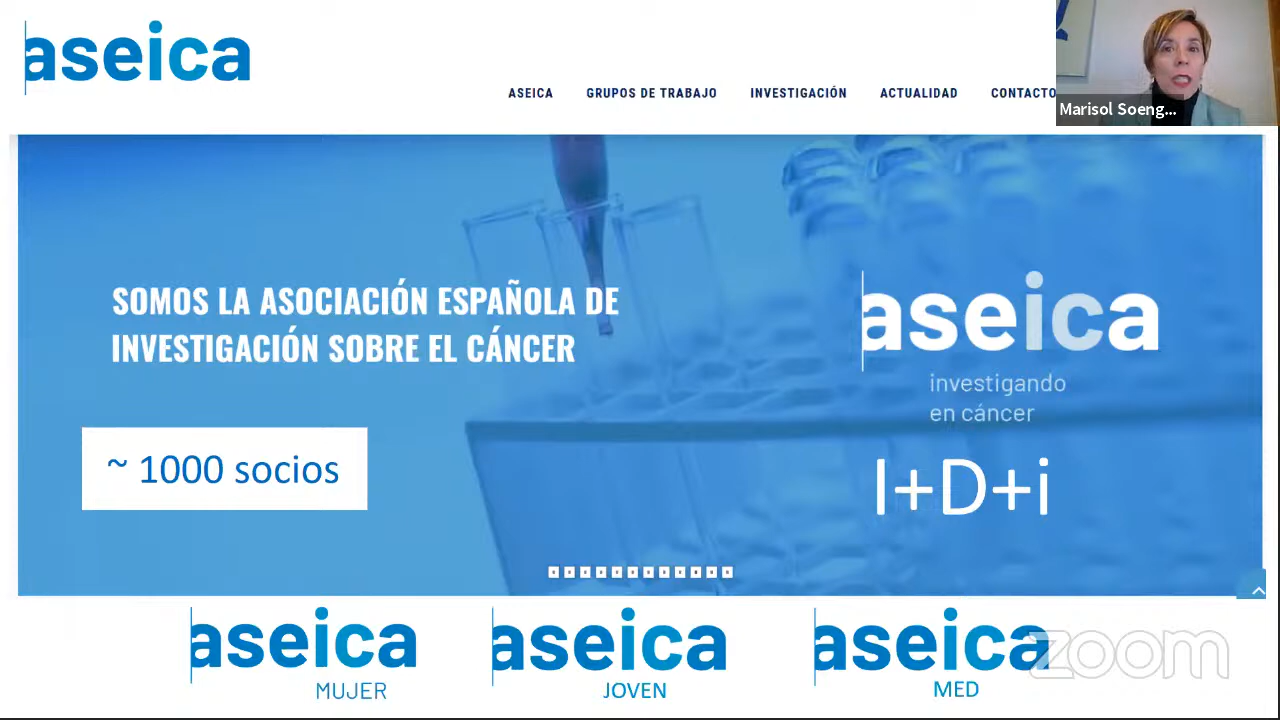 aseica
ASEICA GRUPOS DE TRABAJO INVESTIGACIÓN ACTUALIDAD CONTACTO
Marisol Soeng...
SOMOS LA ASOCIACIÓN ESPAÑOLA DE
INVESTIGACIÓN SOBRE EL CÁNCER
aseica
investigando
en cáncer
~ 1000 socios
I+D+i
aseica
MUJER
aseica
JOVEN
aseica
MED
zoom